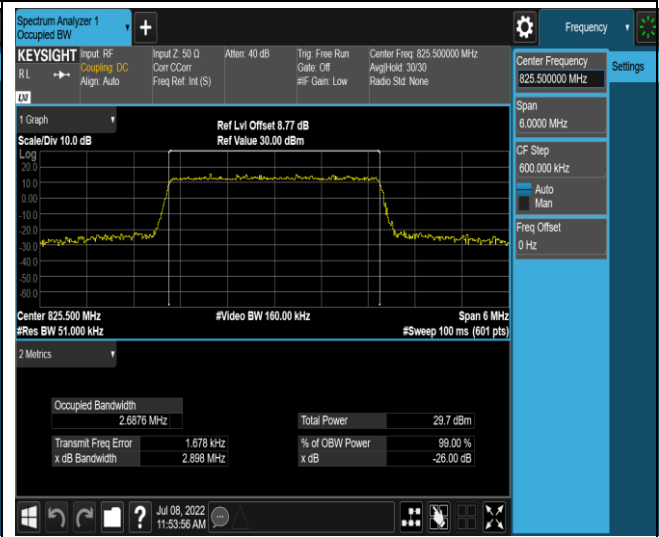 Spectrum Analyzer 1
Occupied BW
Frequency
KEYSIGHT
RL
LXI
Input: RF
Coupling: DC
Align: Auto
Input Z: 50 Ω
Corr CCorr
Freq Ref: Int (S)
Atten: 40 dB
Trig: Free Run
Gate: Off
#IF Gain: Low
Center Freq: 825.500000 MHz
Avg|Hold: 30/30
Radio Std: None
Center Frequency
825.500000 MHz
Settings
Span
6.0000 MHz
CF Step
600.000 kHz
Auto
Man
Freq Offset
0 Hz
1 Graph
Scale/Div 10.0 dB
Ref Lvl Offset 8.77 dB
Ref Value 30.00 dBm
Log
20.0
10.0
0.00
-10.0
-20.0
-30.0
-40.0
-50.0
-60.0
Center 825.500 MHz
#Res BW 51.000 kHz
#Video BW 160.00 kHz
Span 6 MHz
#Sweep 100 ms (601 pts)
2 Metrics
Occupied Bandwidth
2.6876 MHz
Total Power 29.7 dBm
Transmit Freq Error 1.678 kHz
% of OBW Power 99.00 %
x dB Bandwidth 2.898 MHz
x dB -26.00 dB
?
Jul 08, 2022
11:53:56 AM